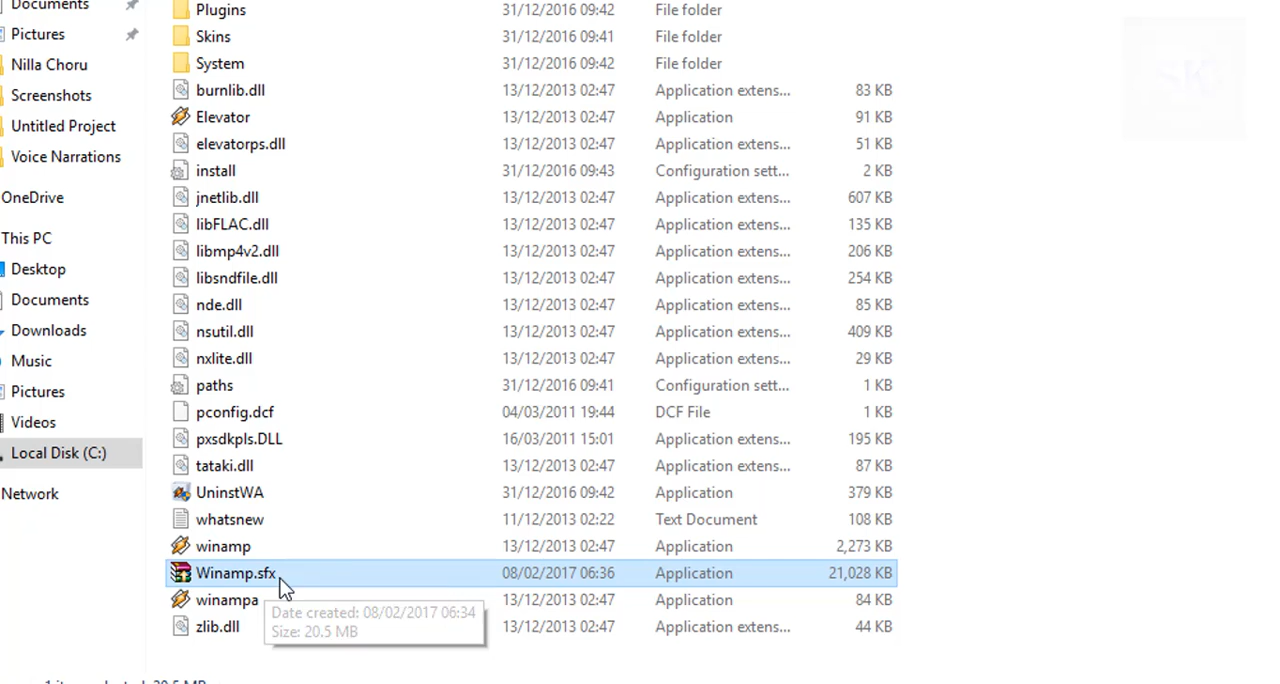 Documents
Pictures
Nilla Choru
Screenshots
Untitled Project
Voice Narrations
OneDrive
This PC
Desktop
Documents
Downloads
Music
Pictures
Videos
Local Disk (C:)
Network
Plugins 31/12/2016 09:42 File folder
Skins 31/12/2016 09:41 File folder
System 31/12/2016 09:42 File folder
burnlib.dll 13/12/2013 02:47 Application extens... 83 KB
Elevator 13/12/2013 02:47 Application 91 KB
elevatorps.dll 13/12/2013 02:47 Application extens... 51 KB
install 31/12/2016 09:43 Configuration sett... 2 KB
jnetlib.dll 13/12/2013 02:47 Application extens... 607 KB
libFLAC.dll 13/12/2013 02:47 Application extens... 135 KB
libmp4v2.dll 13/12/2013 02:47 Application extens... 206 KB
libsndfile.dll 13/12/2013 02:47 Application extens... 254 KB
nde.dll 13/12/2013 02:47 Application extens... 85 KB
nsutil.dll 13/12/2013 02:47 Application extens... 409 KB
nxlite.dll 13/12/2013 02:47 Application extens... 29 KB
paths 31/12/2016 09:41 Configuration sett... 1 KB
pconfig.dcf 04/03/2011 19:44 DCF File 1 KB
pxsdkpls.DLL 16/03/2011 15:01 Application extens... 195 KB
tataki.dll 13/12/2013 02:47 Application extens... 87 KB
UninstWA 31/12/2016 09:42 Application 379 KB
whatsnew 11/12/2013 02:22 Text Document 108 KB
winamp 13/12/2013 02:47 Application 2,273 KB
Winamp.sfx 08/02/2017 06:36 Application 21,028 KB
winampa 13/12/2013 02:47 Application 84 KB
Date created: 08/02/2017 06:34
Size: 20.5 MB
zlib.dll 13/12/2013 02:47 Application extens... 44 KB